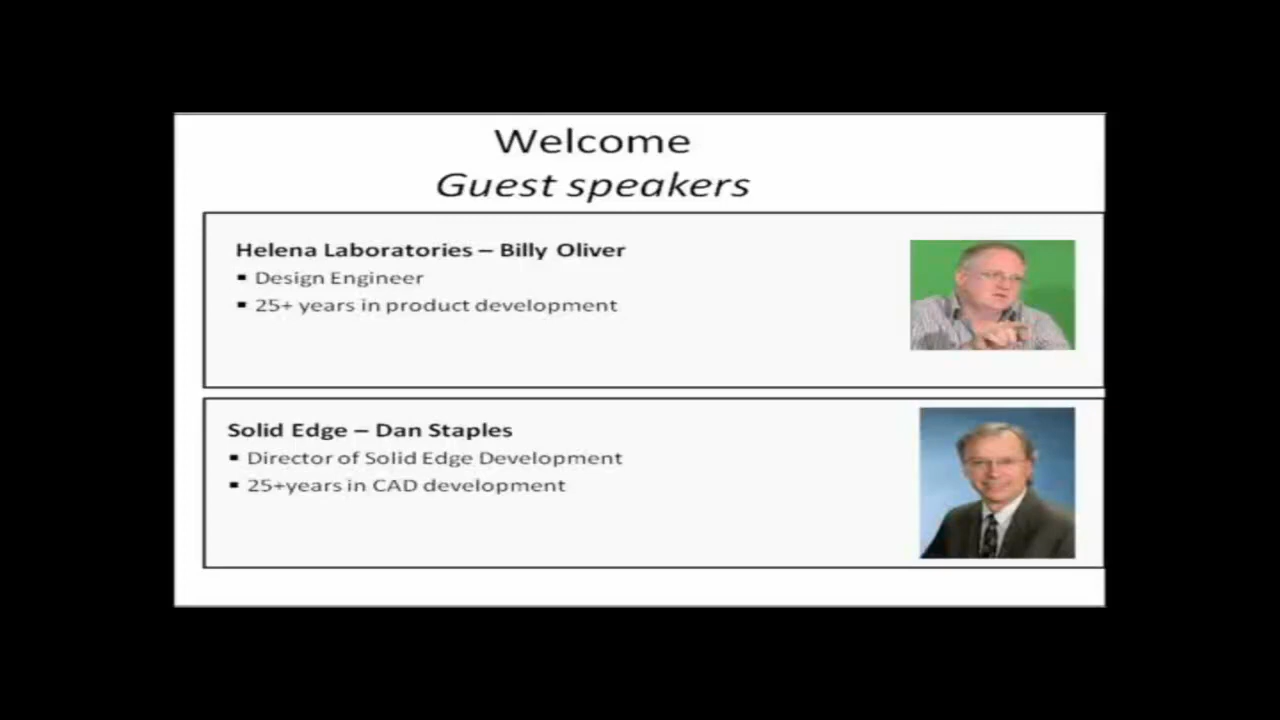 Welcome
Guest speakers
Helena Laboratories – Billy Oliver
▪ Design Engineer
▪ 25+ years in product development
Solid Edge – Dan Staples
▪ Director of Solid Edge Development
▪ 25+years in CAD development